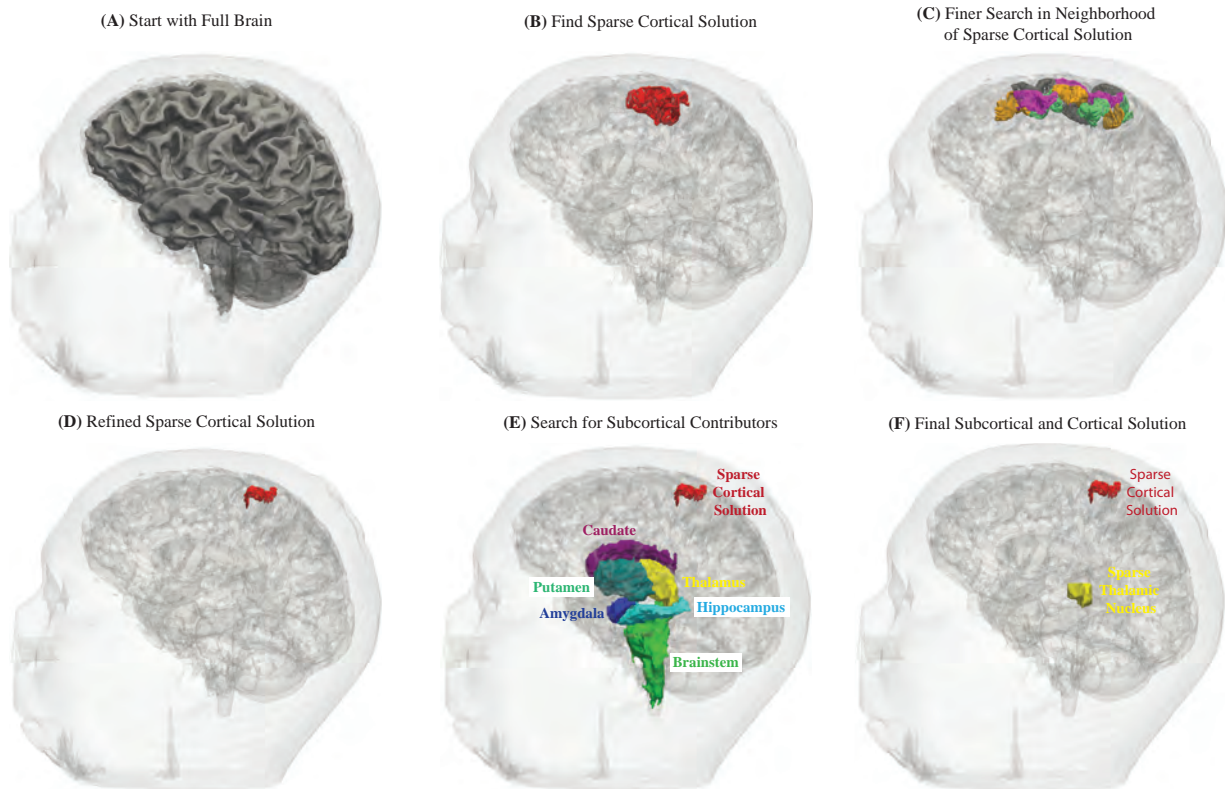 (A) Start with Full Brain
(B) Find Sparse Cortical Solution
(C) Finer Search in Neighborhood
of Sparse Cortical Solution
(D) Refined Sparse Cortical Solution
(E) Search for Subcortical Contributors
Sparse
Cortical
Solution
Caudate
Putamen
Thalamus
Amygdala
Hippocampus
Brainstem
(F) Final Subcortical and Cortical Solution
Sparse
Cortical
Solution
Sparse
Thalamic
Nucleus